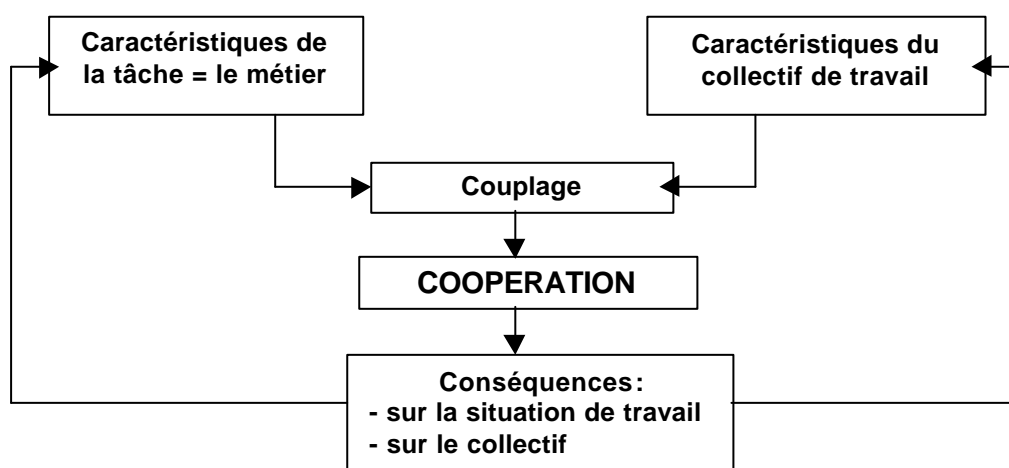 Caractéristiques de
la tâche = le métier
Caractéristiques du
collectif de travail
Couplage
COOPERATION
Conséquences:
- sur la situation de travail
- sur le collectif